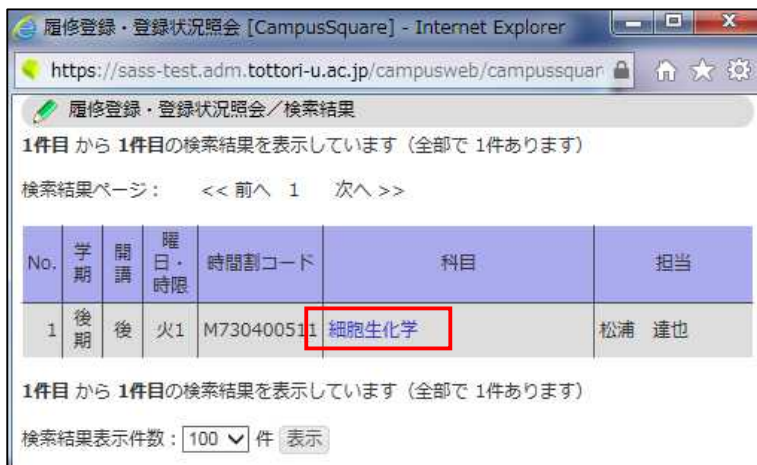 履修登録・登録状況照会 [CampusSquare] - Internet Explorer
https://sass-test.adm.tottori-u.ac.jp/campusweb/campussquar
履修登録・登録状況照会／検索結果
1件目 から 1件目の検索結果を表示しています（全部で 1件あります）
検索結果ページ： << 前へ 1 次へ >>
No. 学期 開講 曜日・時限 時間割コード 科目 担当
1 後期 後 火1 M730400511 細胞生化学 松浦 達也
1件目 から 1件目の検索結果を表示しています（全部で 1件あります）
検索結果表示件数：100 件 表示